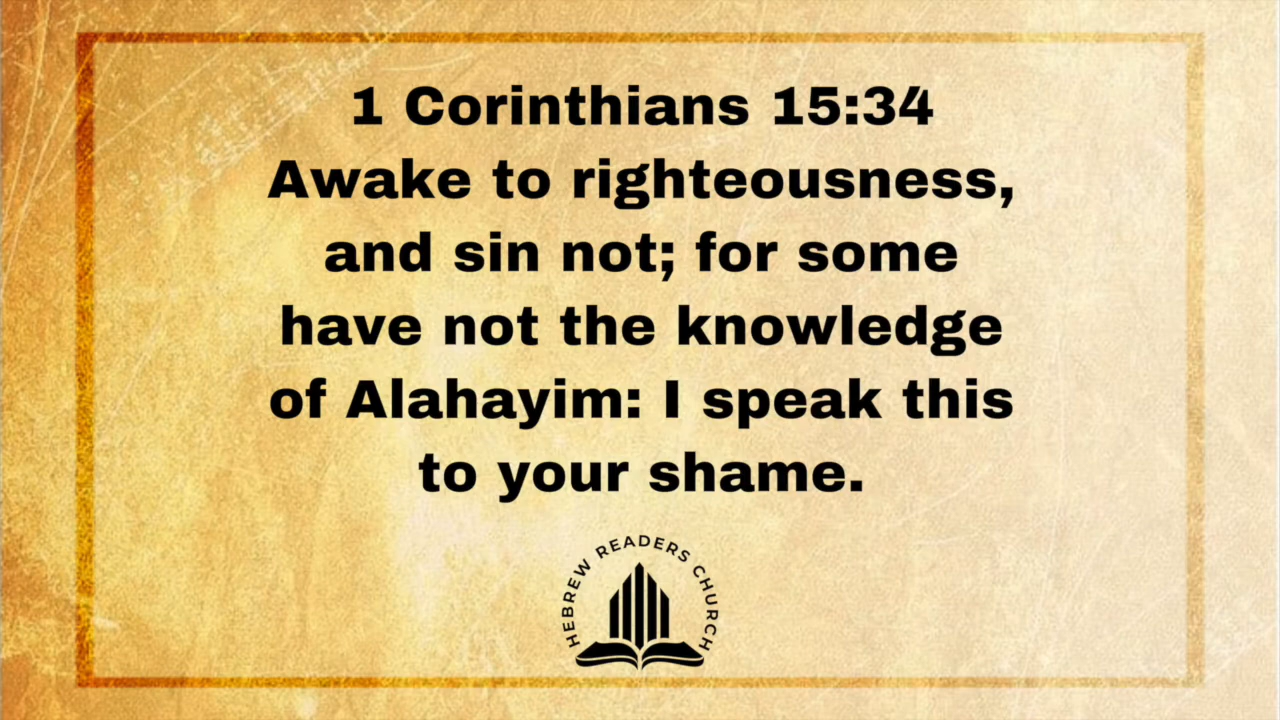 1 Corinthians 15:34
Awake to righteousness,
and sin not; for some
have not the knowledge
of Alahayim: I speak this
to your shame.
HEBREW READERS CHURCH